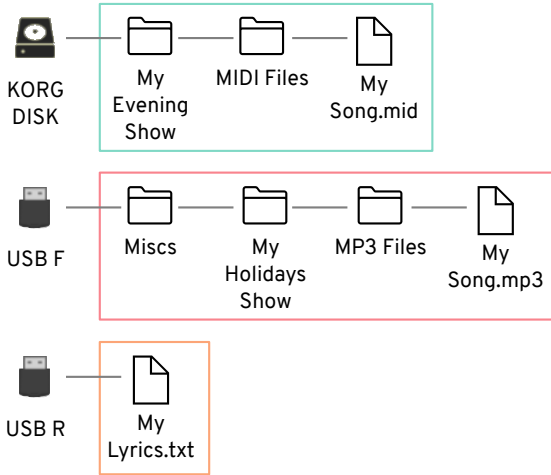 KORG
DISK
My
Evening
Show
MIDI Files
My
Song.mid
USB F
Miscs
My
Holidays
Show
MP3 Files
My
Song.mp3
USB R
My
Lyrics.txt